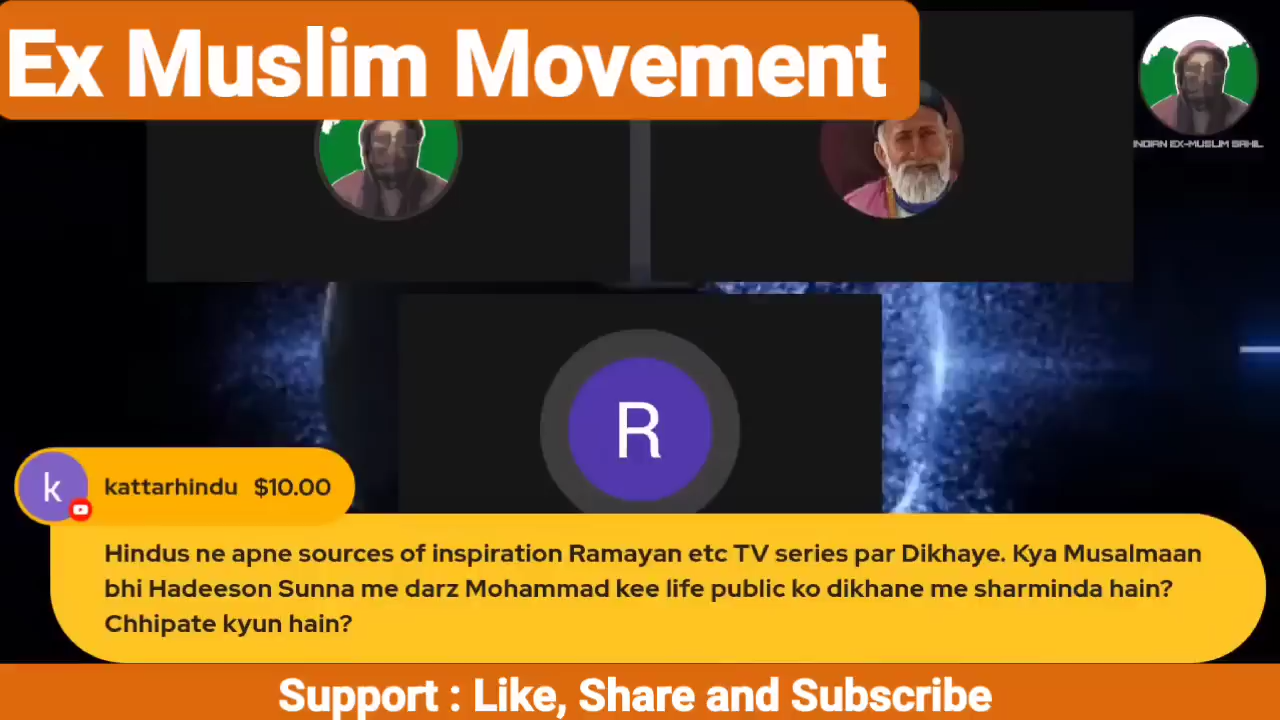 Ex Muslim Movement
INDIAN EX-MUSLIM SAHIL
R
k
kattarhindu $10.00
Hindus ne apne sources of inspiration Ramayan etc TV series par Dikhaye. Kya Musalmaan
bhi Hadeeson Sunna me darz Mohammad kee life public ko dikhane me sharminda hain?
Chhipate kyun hain?
Support : Like, Share and Subscribe